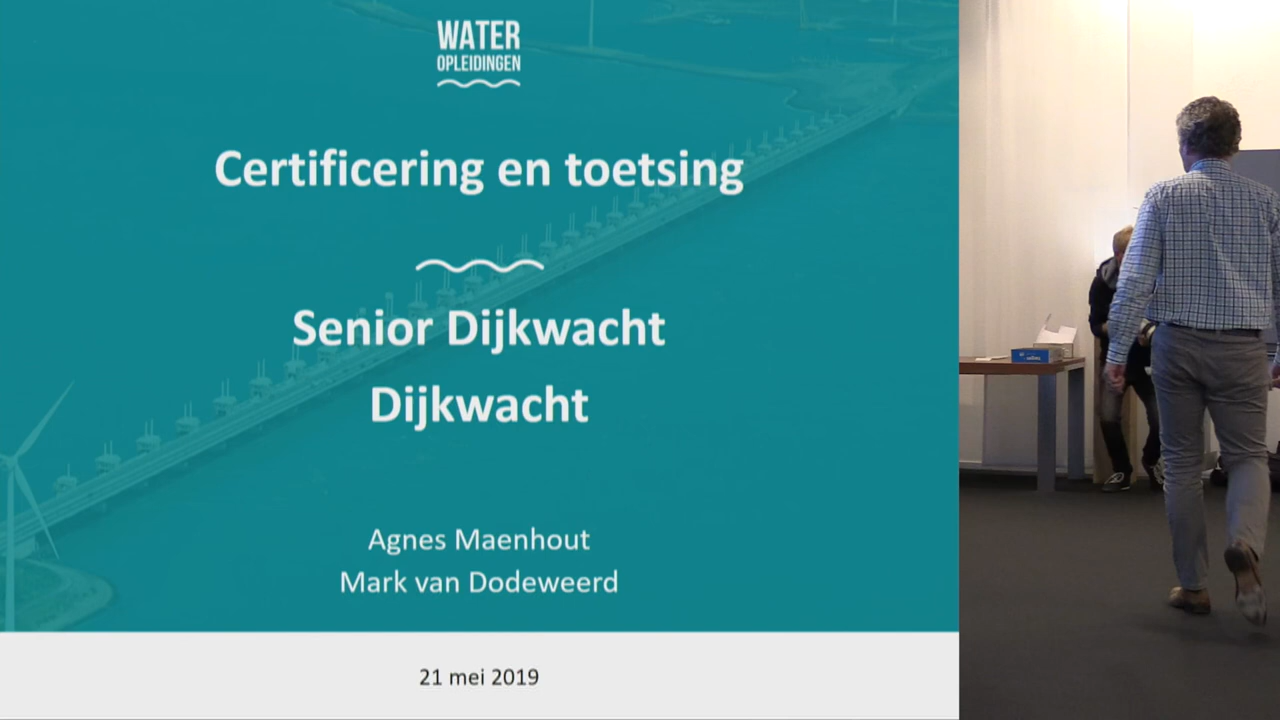 WATER
OPLEIDINGEN
Certificering en toetsing
Senior Dijkwacht
Dijkwacht
Agnes Maenhout
Mark van Dodeweerd
21 mei 2019